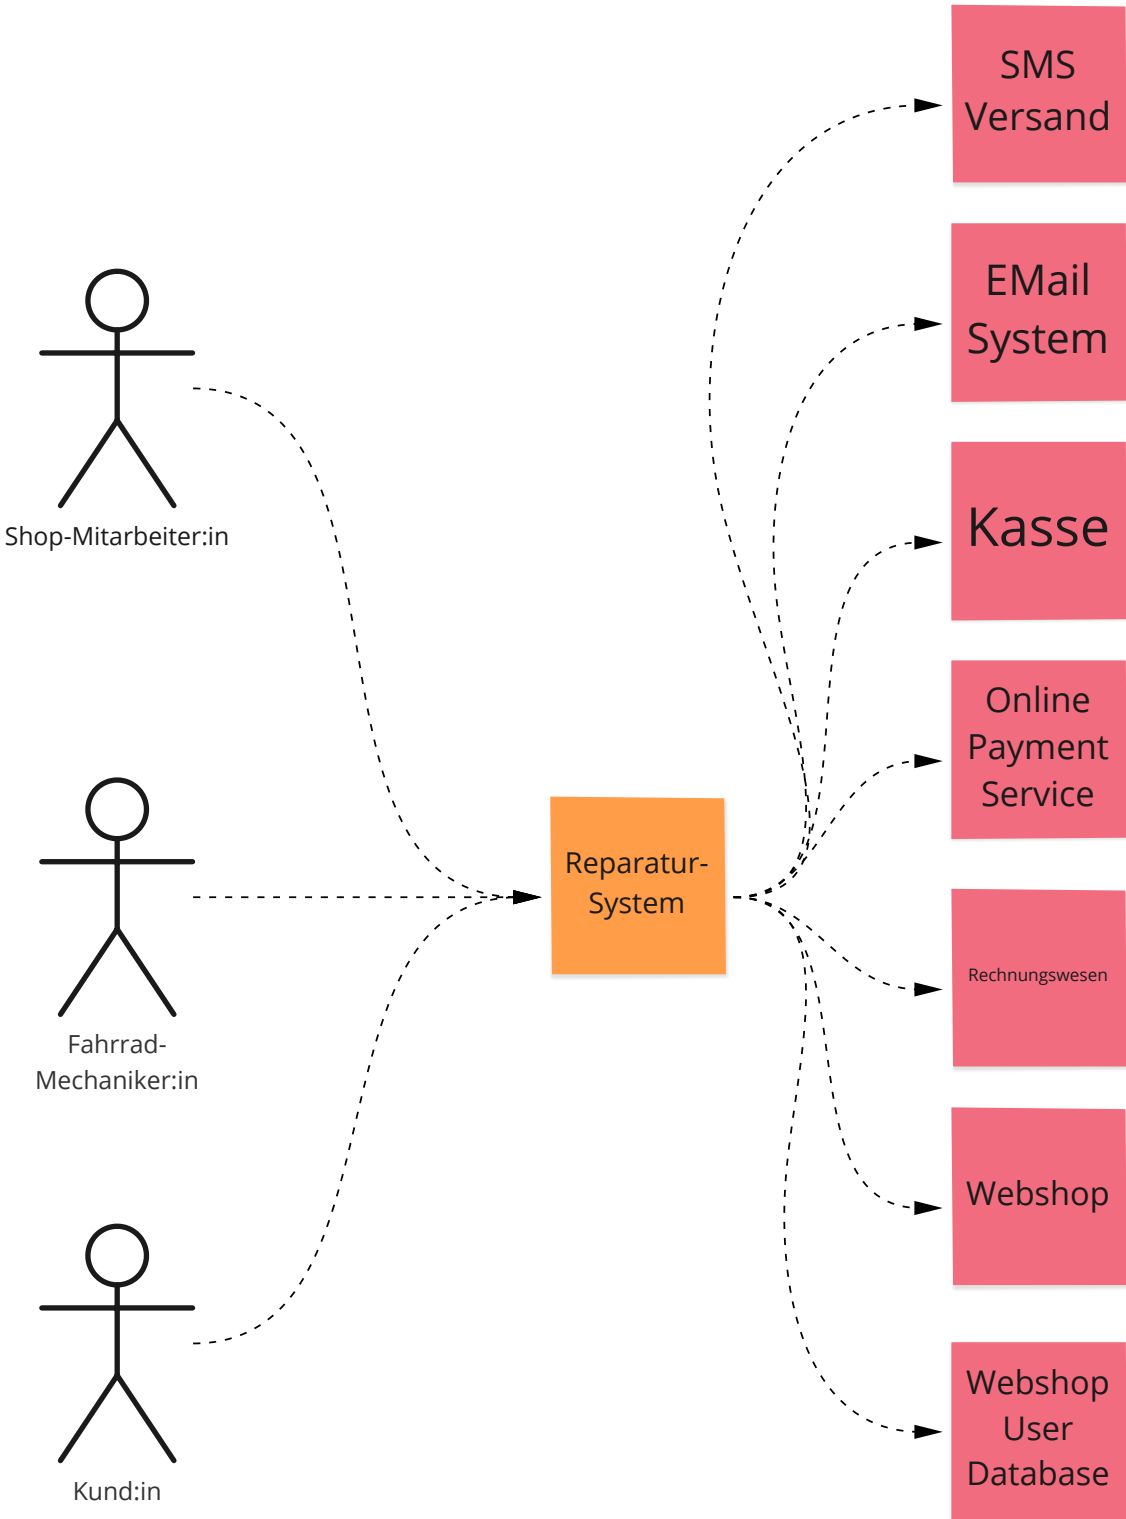 Shop-Mitarbeiter:in
Fahrrad-
Mechaniker:in
Kund:in
Reparatur-
System
SMS
Versand
EMail
System
Kasse
Online
Payment
Service
Rechnungswesen
Webshop
Webshop
User
Database